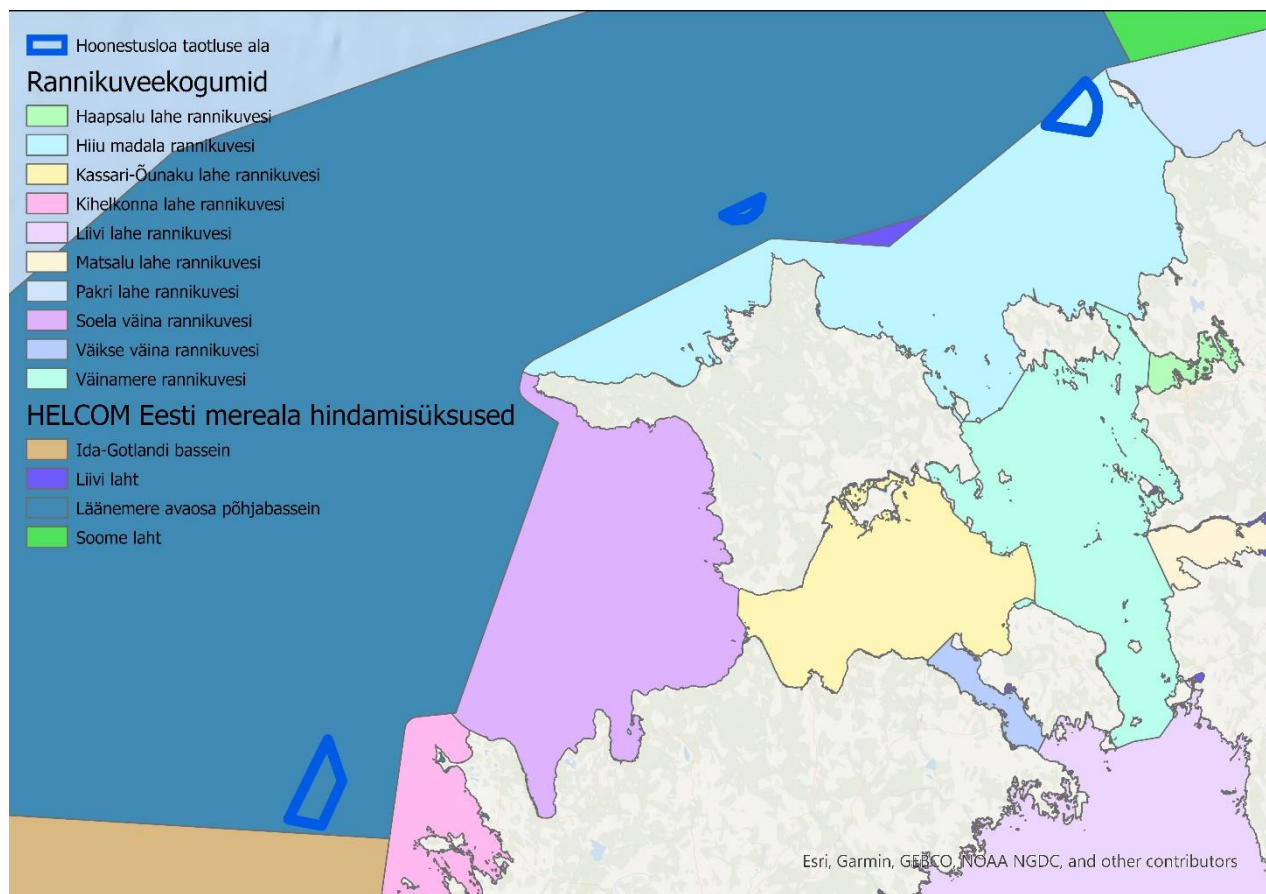 Hoonestusloa taotluse ala
Rannikuveekogumid
Haapsalu lahe rannikuvesi
Hiiu madala rannikuvesi
Kassari-Õunaku lahe rannikuvesi
Kihelkonna lahe rannikuvesi
Liivi lahe rannikuvesi
Matsalu lahe rannikuvesi
Pakri lahe rannikuvesi
Soela väina rannikuvesi
Väikse väina rannikuvesi
Väinamere rannikuvesi
HELCOM Eesti mereala hindamisüksused
Ida-Gotlandi bassein
Liivi laht
Läänemere avaosa põhjabassein
Soome laht
Esri, Garmin, GEBCO, NOAA NGDC, and other contributors